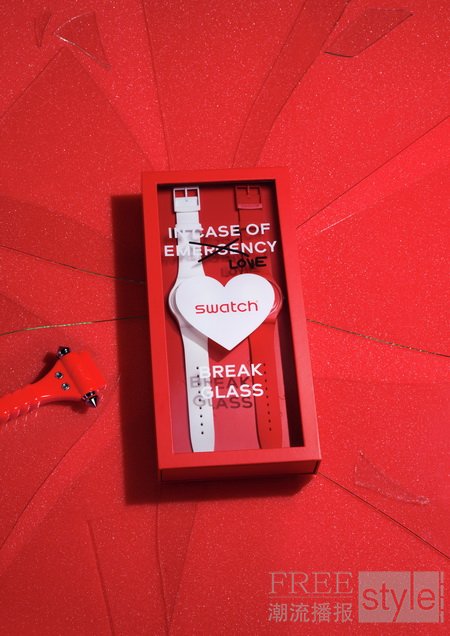 IN CASE OF
EMERGENCY
LOVE
swatch
BREAK
GLASS
FREE style
潮流播报